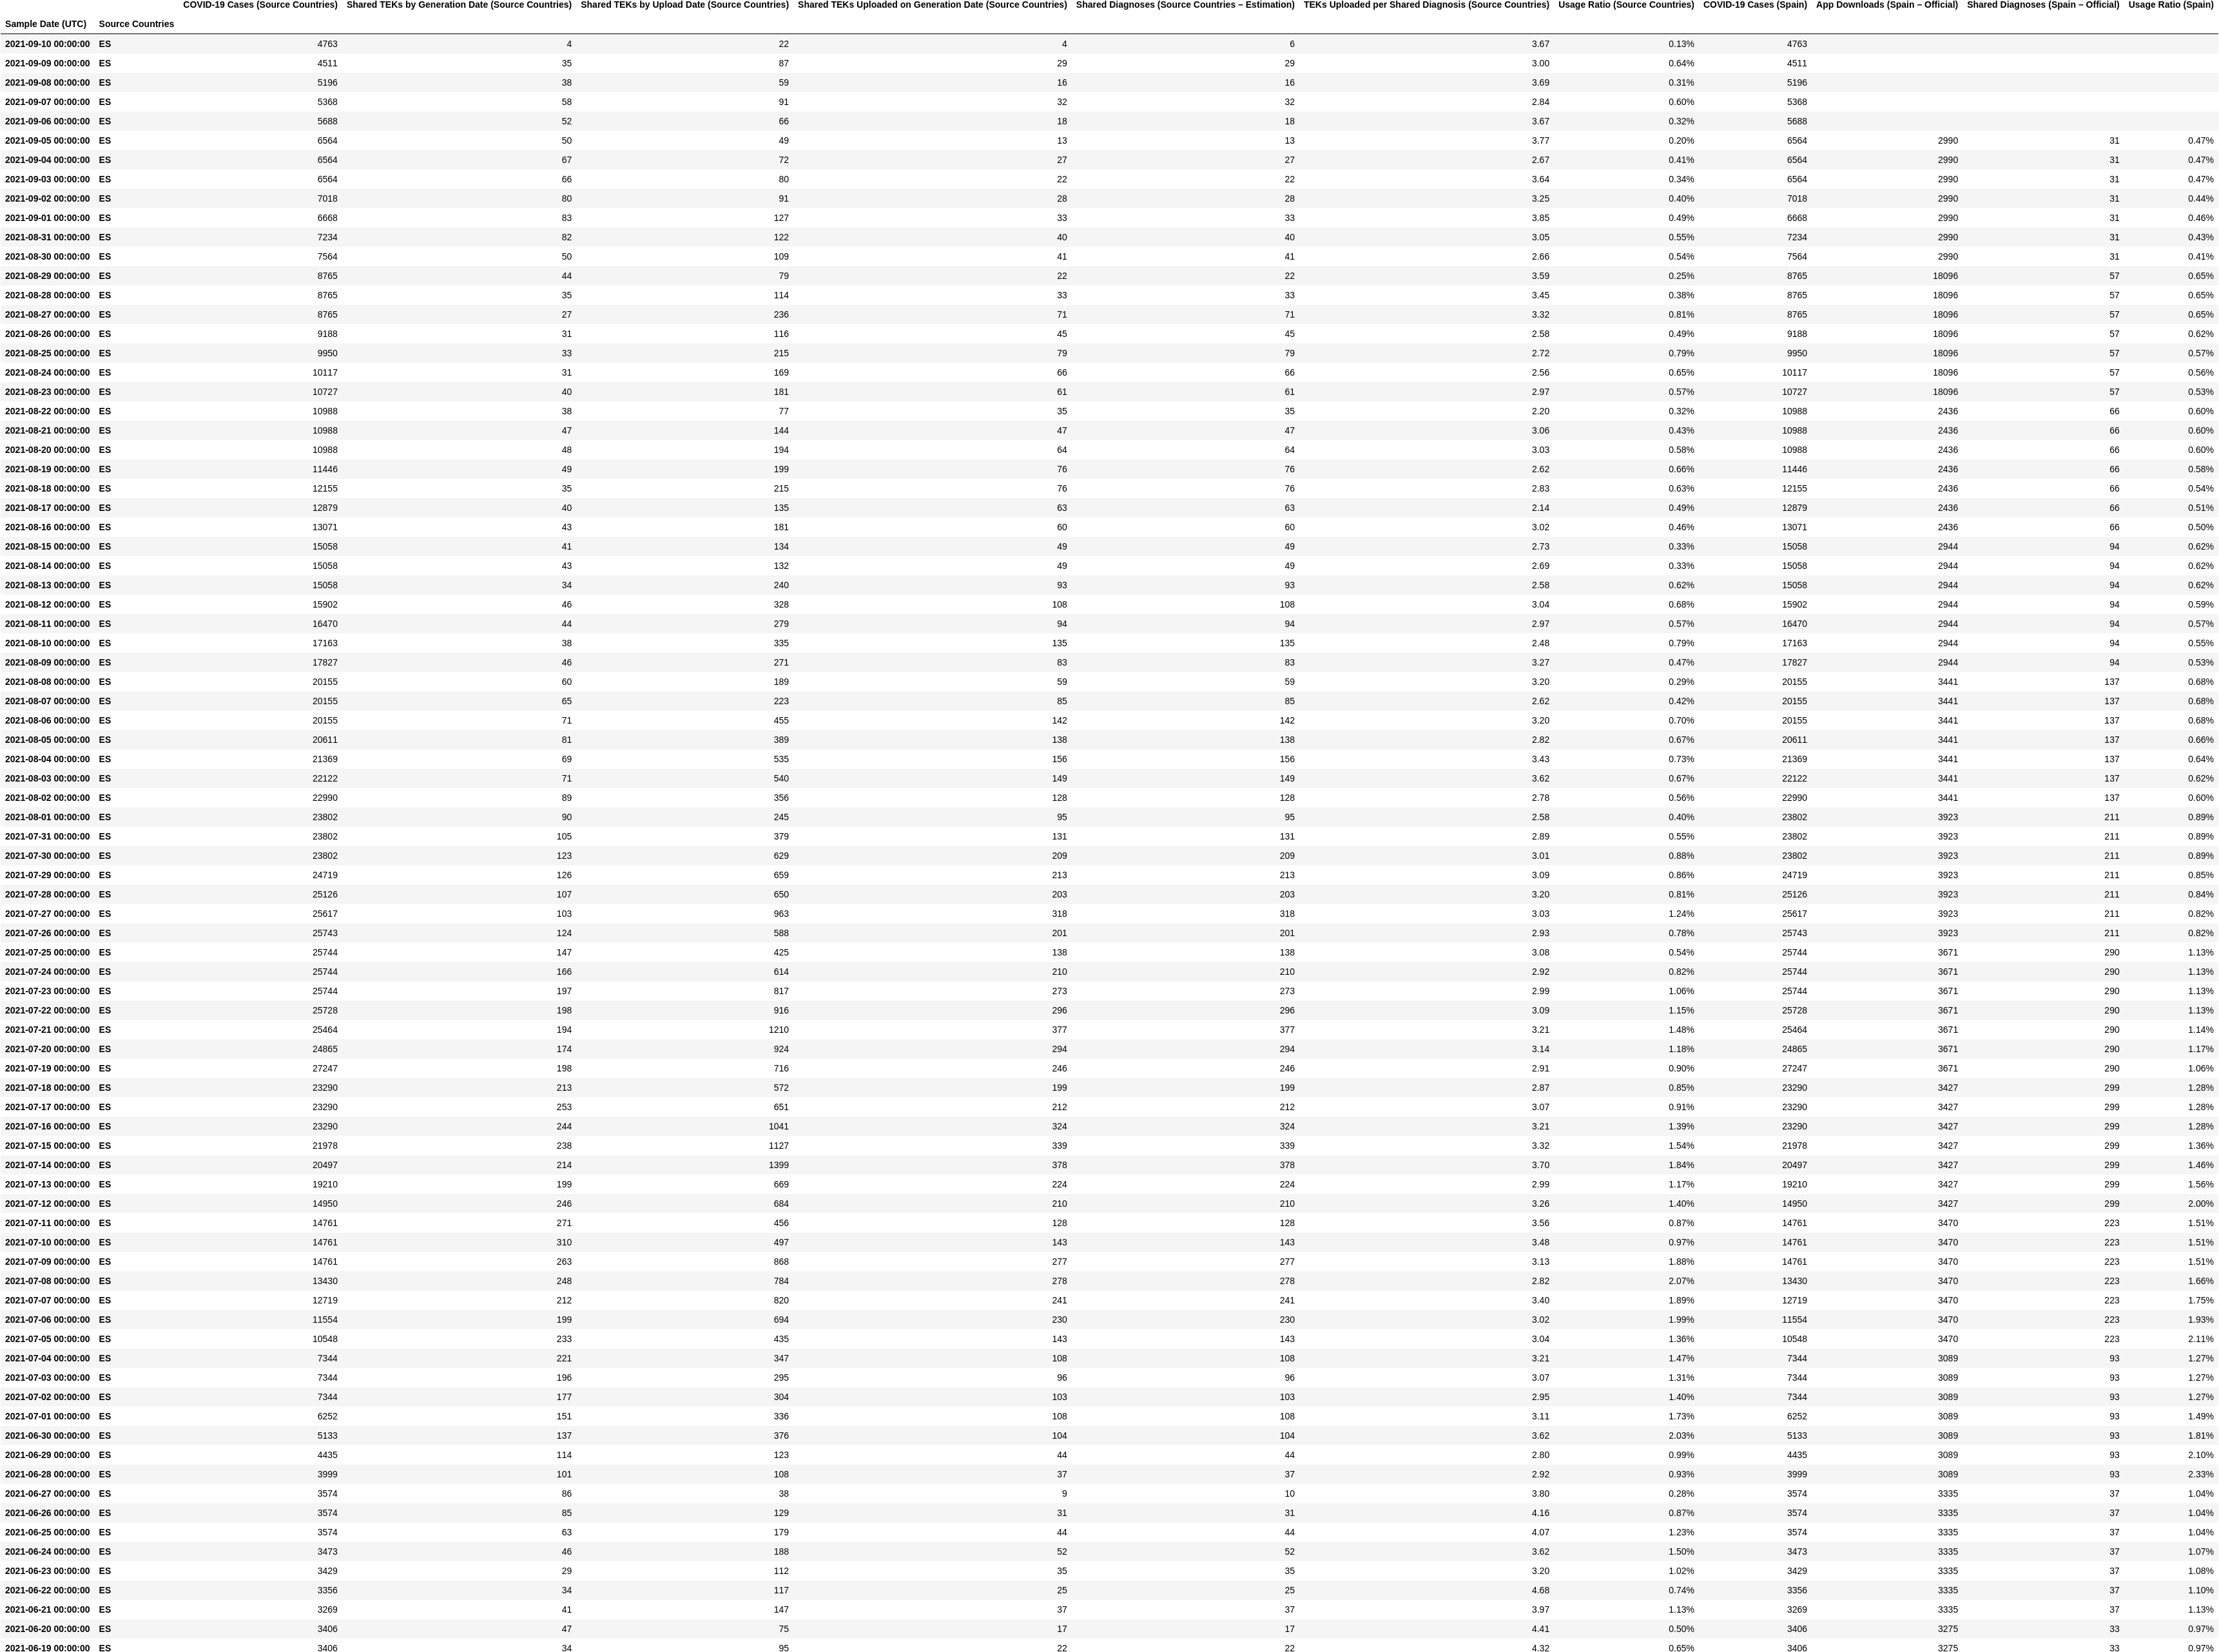 COVID-19 Cases (Source Countries) Shared TEKs by Generation Date (Source Countries) Shared TEKs by Upload Date (Source Countries) Shared TEKs Uploaded on Generation Date (Source Countries) Shared Diagnoses (Source Countries – Estimation) TEKs Uploaded per Shared Diagnosis (Source Countries) Usage Ratio (Source Countries) COVID-19 Cases (Spain) App Downloads (Spain – Official) Shared Diagnoses (Spain – Official) Usage Ratio (Spain)
Sample Date (UTC) Source Countries
2021-09-10 00:00:00 ES 4763 4 22 4 6 3.67 0.13% 4763
2021-09-09 00:00:00 ES 4511 35 87 29 29 3.00 0.64% 4511
2021-09-08 00:00:00 ES 5196 38 59 16 16 3.69 0.31% 5196
2021-09-07 00:00:00 ES 5368 58 91 32 32 2.84 0.60% 5368
2021-09-06 00:00:00 ES 5688 52 66 18 18 3.67 0.32% 5688
2021-09-05 00:00:00 ES 6564 50 49 13 13 3.77 0.20% 6564 2990 31 0.47%
2021-09-04 00:00:00 ES 6564 67 72 27 27 2.67 0.41% 6564 2990 31 0.47%
2021-09-03 00:00:00 ES 6564 66 80 22 22 3.64 0.34% 6564 2990 31 0.47%
2021-09-02 00:00:00 ES 7018 80 91 28 28 3.25 0.40% 7018 2990 31 0.44%
2021-09-01 00:00:00 ES 6668 83 127 33 33 3.85 0.49% 6668 2990 31 0.46%
2021-08-31 00:00:00 ES 7234 82 122 40 40 3.05 0.55% 7234 2990 31 0.43%
2021-08-30 00:00:00 ES 7564 50 109 41 41 2.66 0.54% 7564 2990 31 0.41%
2021-08-29 00:00:00 ES 8765 44 79 22 22 3.59 0.25% 8765 18096 57 0.65%
2021-08-28 00:00:00 ES 8765 35 114 33 33 3.45 0.38% 8765 18096 57 0.65%
2021-08-27 00:00:00 ES 8765 27 236 71 71 3.32 0.81% 8765 18096 57 0.65%
2021-08-26 00:00:00 ES 9188 31 116 45 45 2.58 0.49% 9188 18096 57 0.62%
2021-08-25 00:00:00 ES 9950 33 215 79 79 2.72 0.79% 9950 18096 57 0.57%
2021-08-24 00:00:00 ES 10117 31 169 66 66 2.56 0.65% 10117 18096 57 0.56%
2021-08-23 00:00:00 ES 10727 40 181 61 61 2.97 0.57% 10727 18096 57 0.53%
2021-08-22 00:00:00 ES 10988 38 77 35 35 2.20 0.32% 10988 2436 66 0.60%
2021-08-21 00:00:00 ES 10988 47 144 47 47 3.06 0.43% 10988 2436 66 0.60%
2021-08-20 00:00:00 ES 10988 48 194 64 64 3.03 0.58% 10988 2436 66 0.60%
2021-08-19 00:00:00 ES 11446 49 199 76 76 2.62 0.66% 11446 2436 66 0.58%
2021-08-18 00:00:00 ES 12155 35 215 76 76 2.83 0.63% 12155 2436 66 0.54%
2021-08-17 00:00:00 ES 12879 40 135 63 63 2.14 0.49% 12879 2436 66 0.51%
2021-08-16 00:00:00 ES 13071 43 181 60 60 3.02 0.46% 13071 2436 66 0.50%
2021-08-15 00:00:00 ES 15058 41 134 49 49 2.73 0.33% 15058 2944 94 0.62%
2021-08-14 00:00:00 ES 15058 43 132 49 49 2.69 0.33% 15058 2944 94 0.62%
2021-08-13 00:00:00 ES 15058 34 240 93 93 2.58 0.62% 15058 2944 94 0.62%
2021-08-12 00:00:00 ES 15902 46 328 108 108 3.04 0.68% 15902 2944 94 0.59%
2021-08-11 00:00:00 ES 16470 44 279 94 94 2.97 0.57% 16470 2944 94 0.57%
2021-08-10 00:00:00 ES 17163 38 335 135 135 2.48 0.79% 17163 2944 94 0.55%
2021-08-09 00:00:00 ES 17827 46 271 83 83 3.27 0.47% 17827 2944 94 0.53%
2021-08-08 00:00:00 ES 20155 60 189 59 59 3.20 0.29% 20155 3441 137 0.68%
2021-08-07 00:00:00 ES 20155 65 223 85 85 2.62 0.42% 20155 3441 137 0.68%
2021-08-06 00:00:00 ES 20155 71 455 142 142 3.20 0.70% 20155 3441 137 0.68%
2021-08-05 00:00:00 ES 20611 81 389 138 138 2.82 0.67% 20611 3441 137 0.66%
2021-08-04 00:00:00 ES 21369 69 535 156 156 3.43 0.73% 21369 3441 137 0.64%
2021-08-03 00:00:00 ES 22122 71 540 149 149 3.62 0.67% 22122 3441 137 0.62%
2021-08-02 00:00:00 ES 22990 89 356 128 128 2.78 0.56% 22990 3441 137 0.60%
2021-08-01 00:00:00 ES 23802 90 245 95 95 2.58 0.40% 23802 3923 211 0.89%
2021-07-31 00:00:00 ES 23802 105 379 131 131 2.89 0.55% 23802 3923 211 0.89%
2021-07-30 00:00:00 ES 23802 123 629 209 209 3.01 0.88% 23802 3923 211 0.89%
2021-07-29 00:00:00 ES 24719 126 659 213 213 3.09 0.86% 24719 3923 211 0.85%
2021-07-28 00:00:00 ES 25126 107 650 203 203 3.20 0.81% 25126 3923 211 0.84%
2021-07-27 00:00:00 ES 25617 103 963 318 318 3.03 1.24% 25617 3923 211 0.82%
2021-07-26 00:00:00 ES 25743 124 588 201 201 2.93 0.78% 25743 3923 211 0.82%
2021-07-25 00:00:00 ES 25744 147 425 138 138 3.08 0.54% 25744 3671 290 1.13%
2021-07-24 00:00:00 ES 25744 166 614 210 210 2.92 0.82% 25744 3671 290 1.13%
2021-07-23 00:00:00 ES 25744 197 817 273 273 2.99 1.06% 25744 3671 290 1.13%
2021-07-22 00:00:00 ES 25728 198 916 296 296 3.09 1.15% 25728 3671 290 1.13%
2021-07-21 00:00:00 ES 25464 194 1210 377 377 3.21 1.48% 25464 3671 290 1.14%
2021-07-20 00:00:00 ES 24865 174 924 294 294 3.14 1.18% 24865 3671 290 1.17%
2021-07-19 00:00:00 ES 27247 198 716 246 246 2.91 0.90% 27247 3671 290 1.06%
2021-07-18 00:00:00 ES 23290 213 572 199 199 2.87 0.85% 23290 3427 299 1.28%
2021-07-17 00:00:00 ES 23290 253 651 212 212 3.07 0.91% 23290 3427 299 1.28%
2021-07-16 00:00:00 ES 23290 244 1041 324 324 3.21 1.39% 23290 3427 299 1.28%
2021-07-15 00:00:00 ES 21978 238 1127 339 339 3.32 1.54% 21978 3427 299 1.36%
2021-07-14 00:00:00 ES 20497 214 1399 378 378 3.70 1.84% 20497 3427 299 1.46%
2021-07-13 00:00:00 ES 19210 199 669 224 224 2.99 1.17% 19210 3427 299 1.56%
2021-07-12 00:00:00 ES 14950 246 684 210 210 3.26 1.40% 14950 3427 299 2.00%
2021-07-11 00:00:00 ES 14761 271 456 128 128 3.56 0.87% 14761 3470 223 1.51%
2021-07-10 00:00:00 ES 14761 310 497 143 143 3.48 0.97% 14761 3470 223 1.51%
2021-07-09 00:00:00 ES 14761 263 868 277 277 3.13 1.88% 14761 3470 223 1.51%
2021-07-08 00:00:00 ES 13430 248 784 278 278 2.82 2.07% 13430 3470 223 1.66%
2021-07-07 00:00:00 ES 12719 212 820 241 241 3.40 1.89% 12719 3470 223 1.75%
2021-07-06 00:00:00 ES 11554 199 694 230 230 3.02 1.99% 11554 3470 223 1.93%
2021-07-05 00:00:00 ES 10548 233 435 143 143 3.04 1.36% 10548 3470 223 2.11%
2021-07-04 00:00:00 ES 7344 221 347 108 108 3.21 1.47% 7344 3089 93 1.27%
2021-07-03 00:00:00 ES 7344 196 295 96 96 3.07 1.31% 7344 3089 93 1.27%
2021-07-02 00:00:00 ES 7344 177 304 103 103 2.95 1.40% 7344 3089 93 1.27%
2021-07-01 00:00:00 ES 6252 151 336 108 108 3.11 1.73% 6252 3089 93 1.49%
2021-06-30 00:00:00 ES 5133 137 376 104 104 3.62 2.03% 5133 3089 93 1.81%
2021-06-29 00:00:00 ES 4435 114 123 44 44 2.80 0.99% 4435 3089 93 2.10%
2021-06-28 00:00:00 ES 3999 101 108 37 37 2.92 0.93% 3999 3089 93 2.33%
2021-06-27 00:00:00 ES 3574 86 38 9 10 3.80 0.28% 3574 3335 37 1.04%
2021-06-26 00:00:00 ES 3574 85 129 31 31 4.16 0.87% 3574 3335 37 1.04%
2021-06-25 00:00:00 ES 3574 63 179 44 44 4.07 1.23% 3574 3335 37 1.04%
2021-06-24 00:00:00 ES 3473 46 188 52 52 3.62 1.50% 3473 3335 37 1.07%
2021-06-23 00:00:00 ES 3429 29 112 35 35 3.20 1.02% 3429 3335 37 1.08%
2021-06-22 00:00:00 ES 3356 34 117 25 25 4.68 0.74% 3356 3335 37 1.10%
2021-06-21 00:00:00 ES 3269 41 147 37 37 3.97 1.13% 3269 3335 37 1.13%
2021-06-20 00:00:00 ES 3406 47 75 17 17 4.41 0.50% 3406 3275 33 0.97%
2021-06-19 00:00:00 ES 3406 34 95 22 22 4.32 0.65% 3406 3275 33 0.97%